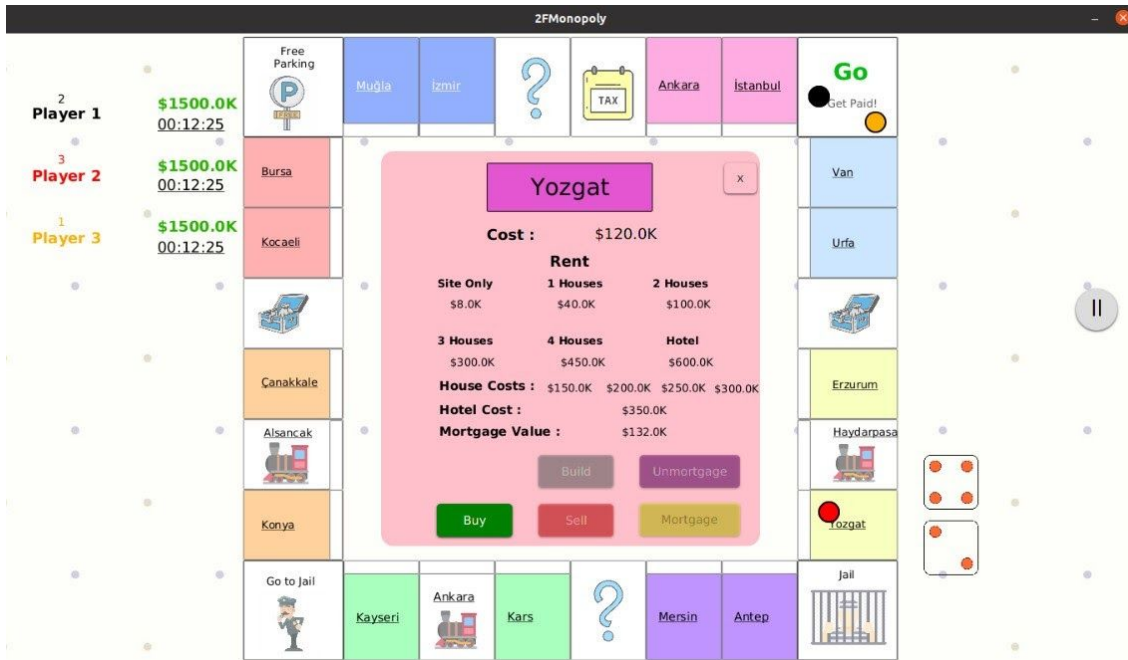 2FMonopoly
2
Player 1
$1500.0K
00:12:25
3
Player 2
$1500.0K
00:12:25
1
Player 3
$1500.0K
00:12:25
Free
Parking
P
FREE
Muğla
İzmir
?
TAX
Ankara
İstanbul
Go
Get Paid!
Bursa
Kocaeli
Çanakkale
Alsancak
Konya
Yozgat
x
Cost :
$120.0K
Rent
Site Only
1 Houses
2 Houses
$8.0K
$40.0K
$100.0K
3 Houses
4 Houses
Hotel
$300.0K
$450.0K
$600.0K
House Costs :
$150.0K
$200.0K
$250.0K
$300.0K
Hotel Cost :
$350.0K
Mortgage Value :
$132.0K
Build
Unmortgage
Buy
Sell
Mortgage
Van
Urfa
Erzurum
Haydarpasa
Yozgat
Go to Jail
Kayseri
Ankara
Kars
?
Mersin
Antep
Jail